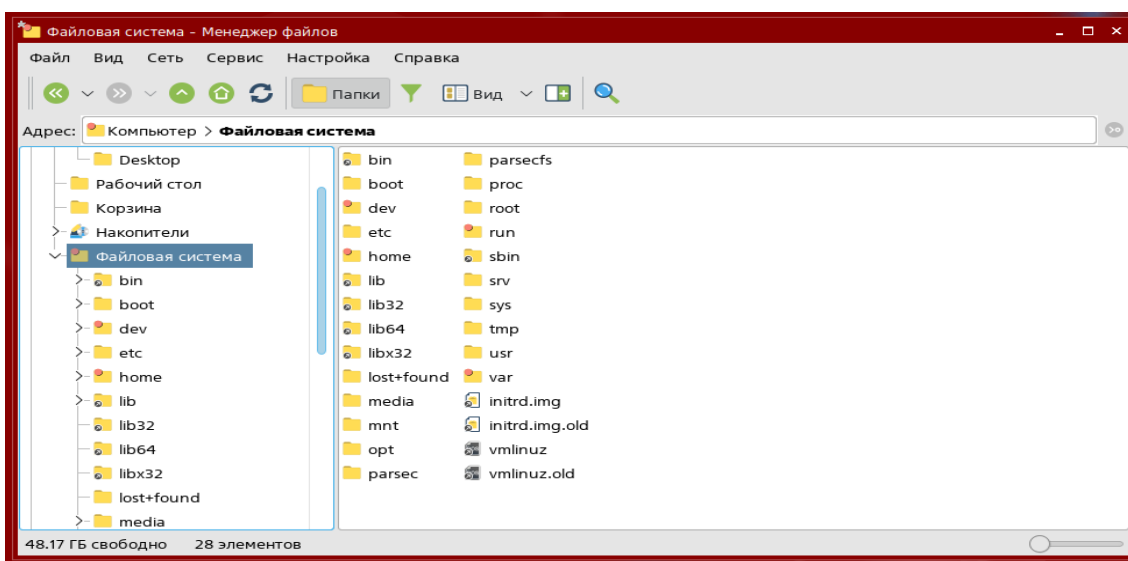 Файловая система – Менеджер файлов
Файл Вид Сеть Сервис Настройка Справка
Папки Вид
Адрес: Компьютер > Файловая система
Desktop
Рабочий стол
Корзина
Накопители
Файловая система
bin
boot
dev
etc
home
lib
lib32
lib64
libx32
lost+found
media
bin
boot
dev
etc
home
lib
lib32
lib64
libx32
lost+found
media
mnt
opt
parsec
parsecfs
proc
root
run
sbin
srv
sys
tmp
usr
var
initrd.img
initrd.img.old
vmlinuz
vmlinuz.old
48.17 ГБ свободно 28 элементов